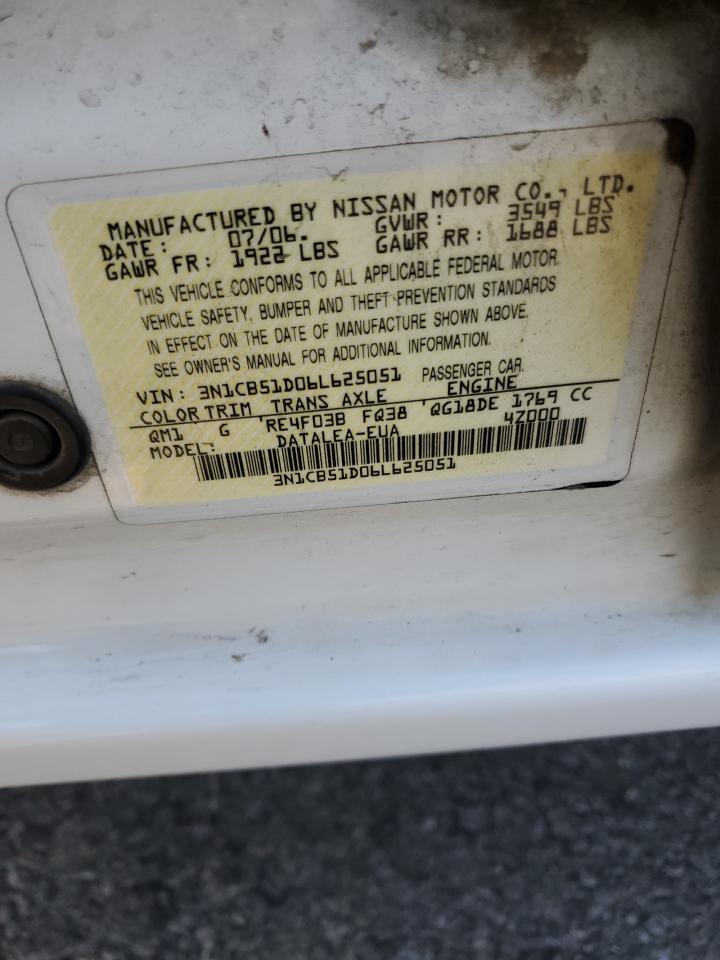 MANUFACTURED BY NISSAN MOTOR CO., LTD.
DATE: 07/06. GVWR: 3549 LBS
GAWR FR: 1922 LBS GAWR RR: 1688 LBS
THIS VEHICLE CONFORMS TO ALL APPLICABLE FEDERAL MOTOR
VEHICLE SAFETY, BUMPER AND THEFT PREVENTION STANDARDS
IN EFFECT ON THE DATE OF MANUFACTURE SHOWN ABOVE.
SEE OWNER'S MANUAL FOR ADDITIONAL INFORMATION.
VIN: 3N1CB51D06L625051 PASSENGER CAR.
COLOR TRIM TRANS AXLE ENGINE
QM1 G RE4F03B FQ38 QG18DE 1769 CC
MODEL: DATALEA-EUA 4Z000
3N1CB51D06L625051